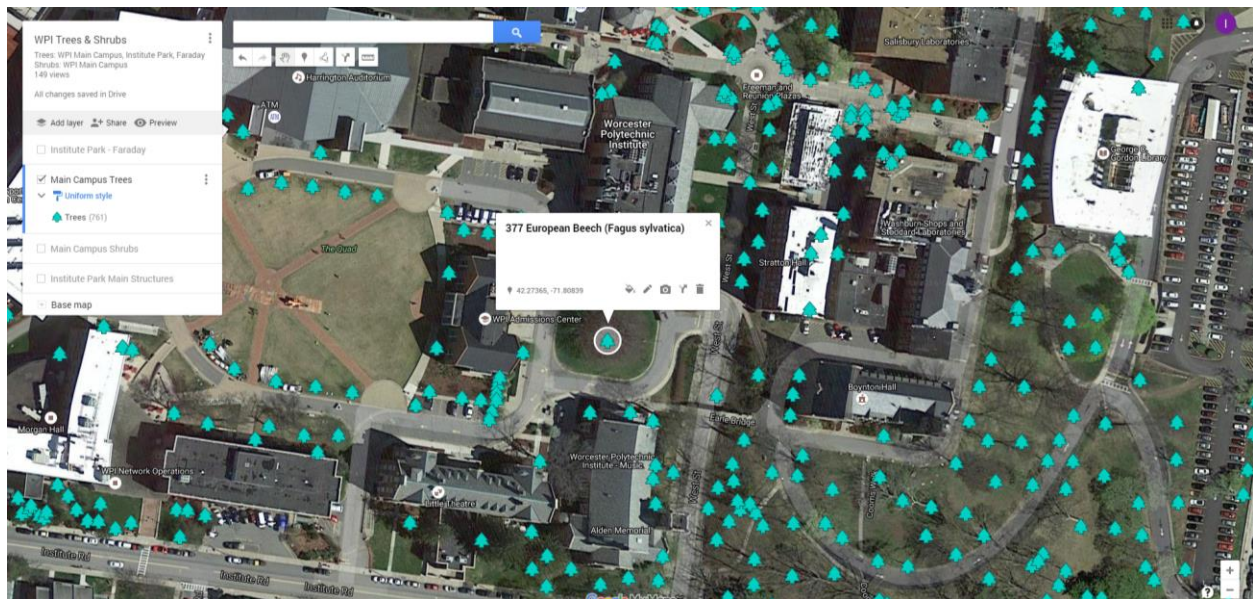 WPI Trees & Shrubs
Trees: WPI Main Campus, Institute Park, Faraday
Shrubs: WPI Main Campus
149 views
All changes saved in Drive
Add layer Share Preview
Institute Park - Faraday
Main Campus Trees
Uniform style
Trees (761)
Main Campus Shrubs
Institute Park Main Structures
Base map
I
Salisbury Laboratories
Harrington Auditorium
ATM
Freeman and
Reunion Plazas
West St
Worcester
Polytechnic
Institute
George C.
Gordon Library
377 European Beech (Fagus sylvatica)
42.27365, -71.80839
Washburn Shops and
Stoddard Laboratories
The Quad
West St
Stratton Hall
WPI Admissions Center
West St
Boynton Hall
Earle Bridge
Morgan Hall
WPI Network Operations
Worcester Polytechnic
Institute - Music
West St
Little Theatre
Alden Memorial
Institute Rd
Institute Rd
Institute Rd
+
?
−